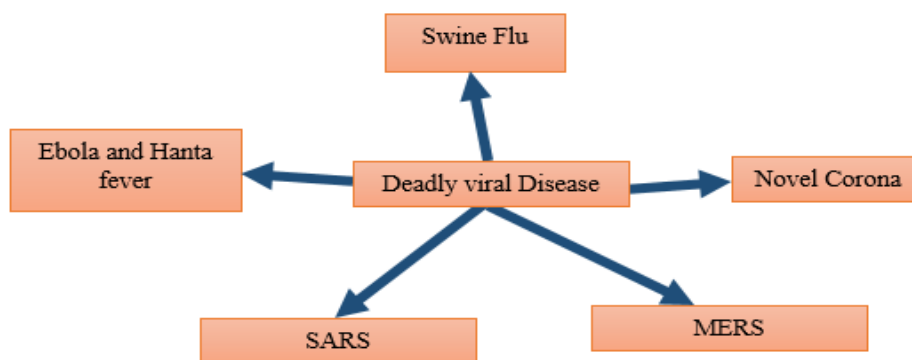 Swine Flu
Ebola and Hanta
fever
Deadly viral Disease
Novel Corona
SARS
MERS